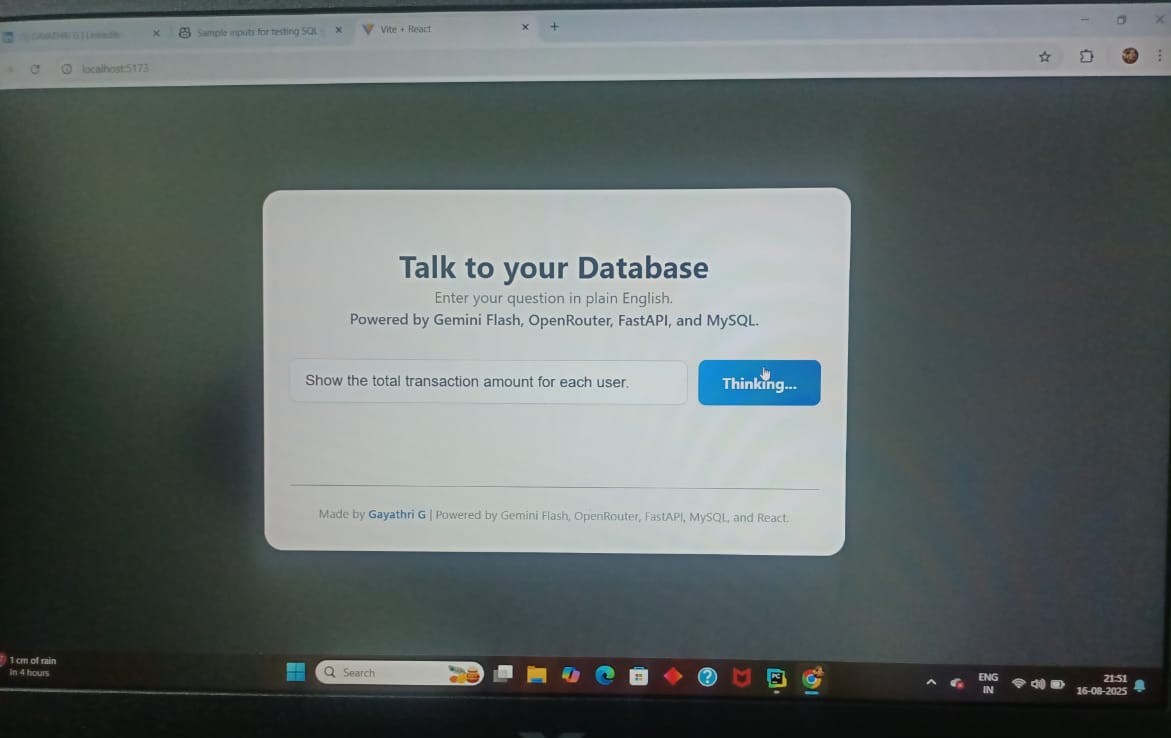 GAYATHRI G | LinkedIn
Sample inputs for testing SQL
Vite + React
localhost:5173
Talk to your Database
Enter your question in plain English.
Powered by Gemini Flash, OpenRouter, FastAPI, and MySQL.
Show the total transaction amount for each user.
Thinking...
Made by Gayathri G | Powered by Gemini Flash, OpenRouter, FastAPI, MySQL, and React.
1 cm of rain
In 4 hours
Search
PC
ENG
IN
21:51
16-08-2025